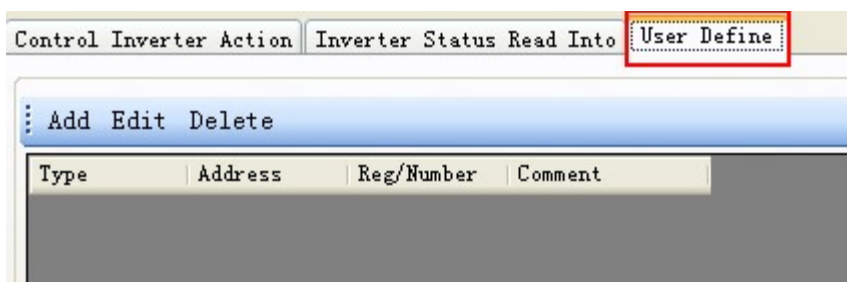 Control Inverter Action Inverter Status Read Into User Define
Add Edit Delete
Type Address Reg/Number Comment